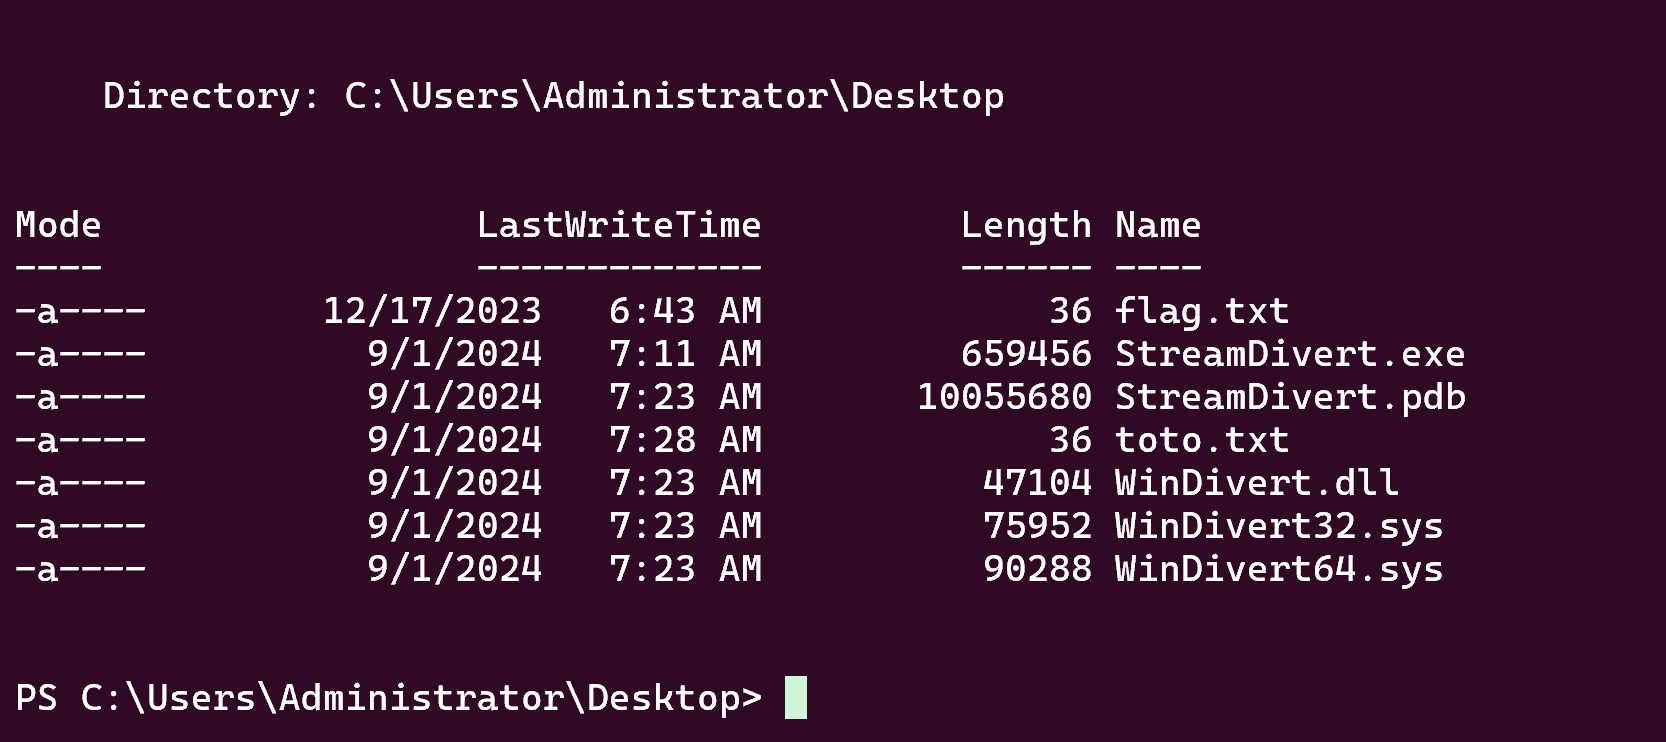 Directory: C:\Users\Administrator\Desktop
Mode                 LastWriteTime         Length Name
----                 -------------         ------ ----
-a----        12/17/2023   6:43 AM             36 flag.txt
-a----          9/1/2024   7:11 AM         659456 StreamDivert.exe
-a----          9/1/2024   7:23 AM       10055680 StreamDivert.pdb
-a----          9/1/2024   7:28 AM             36 toto.txt
-a----          9/1/2024   7:23 AM          47104 WinDivert.dll
-a----          9/1/2024   7:23 AM          75952 WinDivert32.sys
-a----          9/1/2024   7:23 AM          90288 WinDivert64.sys
PS C:\Users\Administrator\Desktop>